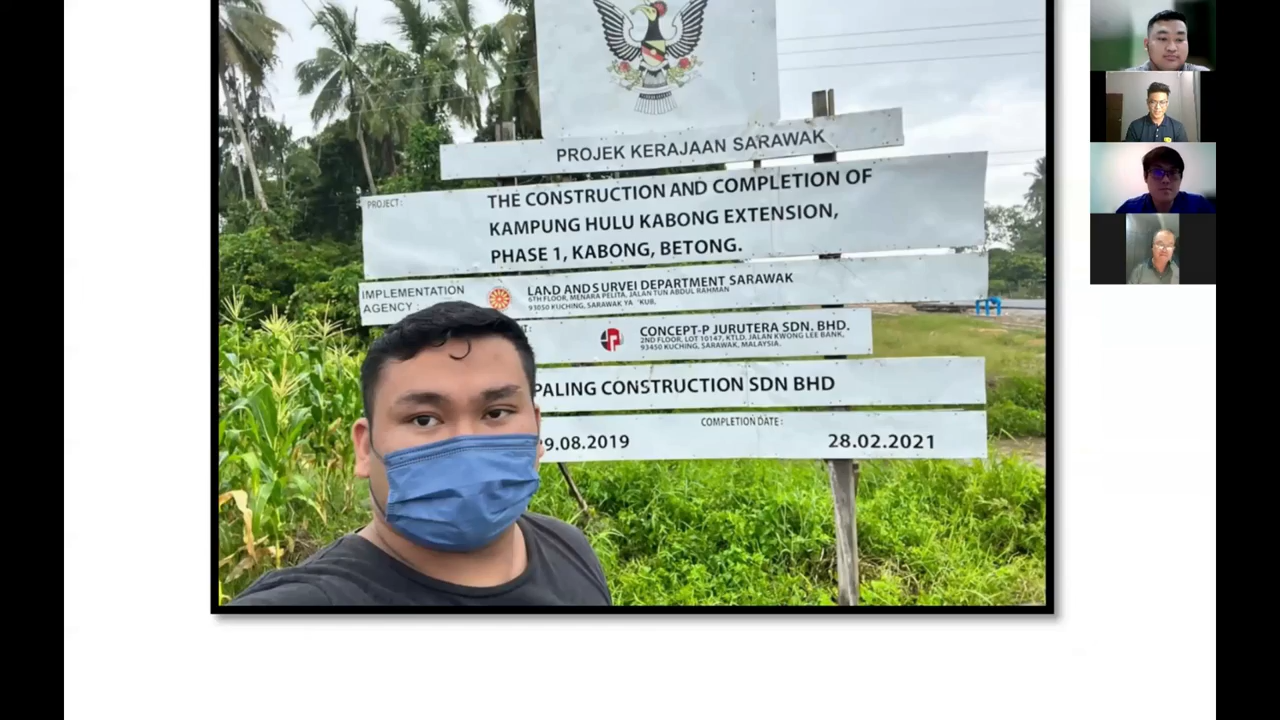 PROJEK KERAJAAN SARAWAK
PROJECT:
THE CONSTRUCTION AND COMPLETION OF
KAMPUNG HULU KABONG EXTENSION,
PHASE 1, KABONG, BETONG.
IMPLEMENTATION
AGENCY :
LAND AND SURVEI DEPARTMENT SARAWAK
6TH FLOOR, MENARA PELITA, JALAN TUN ABDUL RAHMAN
93050 KUCHING, SARAWAK
CONCEPT-P JURUTERA SDN. BHD.
2ND FLOOR, LOT 10147, KTLD, JALAN KWONG LEE BANK,
93450 KUCHING, SARAWAK, MALAYSIA.
PALING CONSTRUCTION SDN BHD
COMPLETION DATE :
9.08.2019
28.02.2021